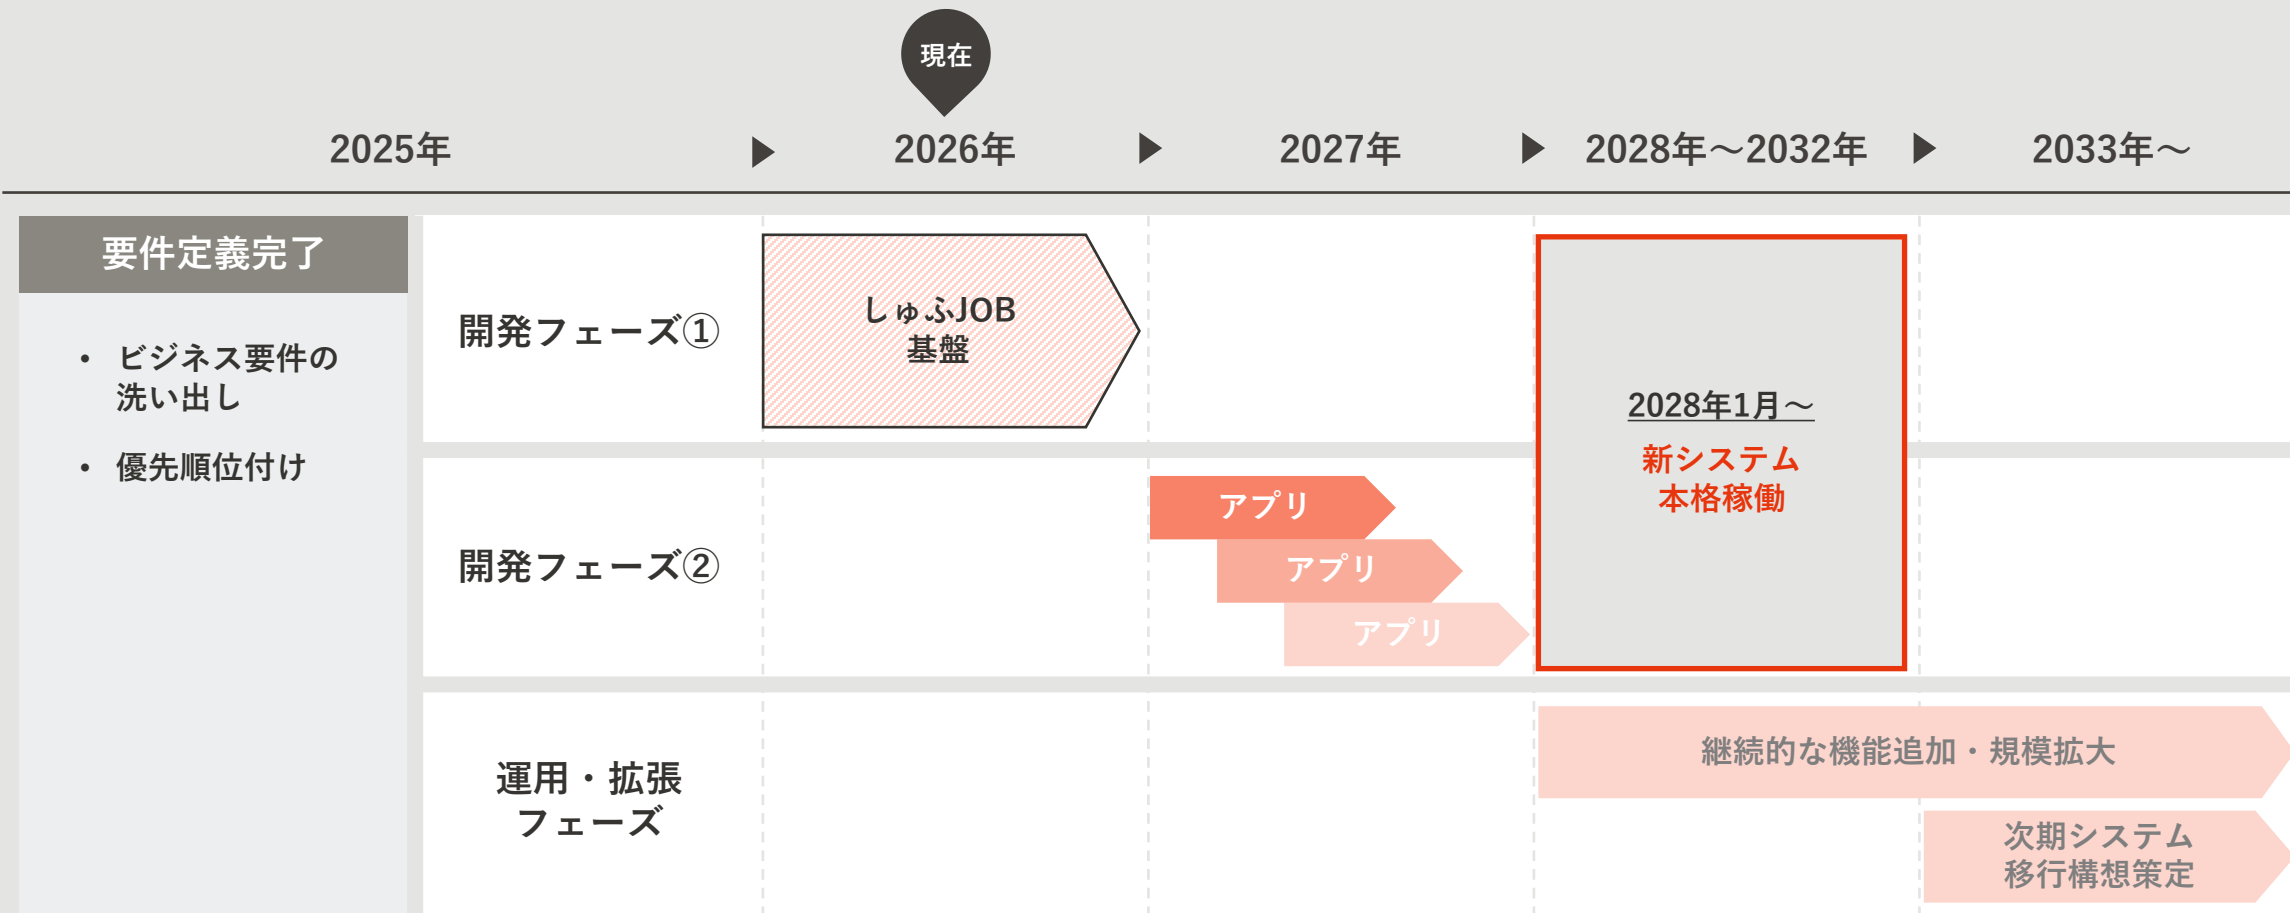 現在
2025年
2026年
2027年
2028年～2032年
2033年～
要件定義完了
• ビジネス要件の
洗い出し
• 優先順位付け
開発フェーズ①
しゅふJOB
基盤
2028年1月～
新システム
本格稼働
開発フェーズ②
アプリ
アプリ
アプリ
運用・拡張
フェーズ
継続的な機能追加・規模拡大
次期システム
移行構想策定